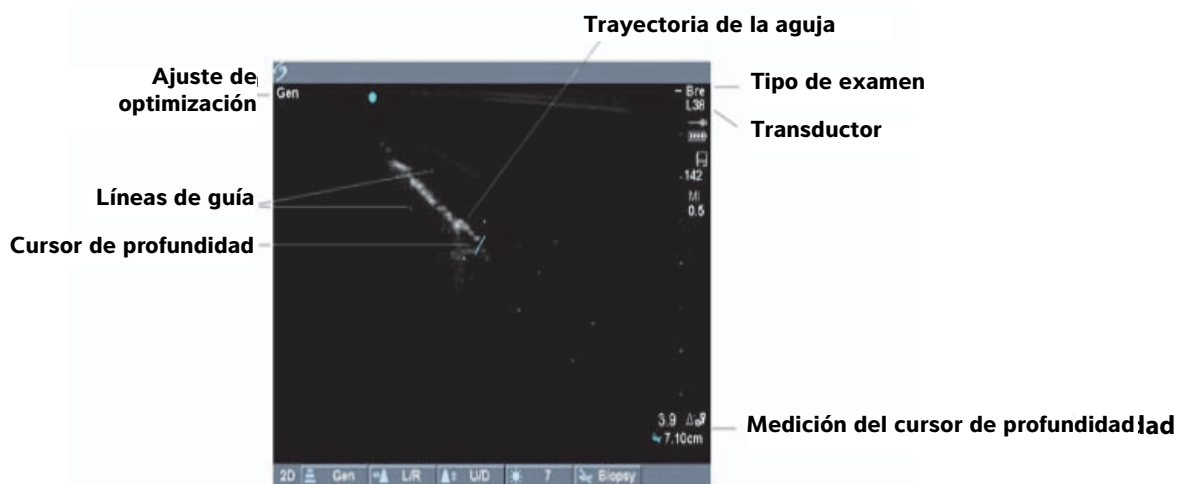 Trayectoria de la aguja
Ajuste de
optimización
Tipo de examen
Transductor
Líneas de guía
Cursor de profundidad
Medición del cursor de profundidad lad
Gen
- Bre
L38
142
MI
0.5
3.9
7.10cm
2D Gen L/R U/D 7 Biopsy